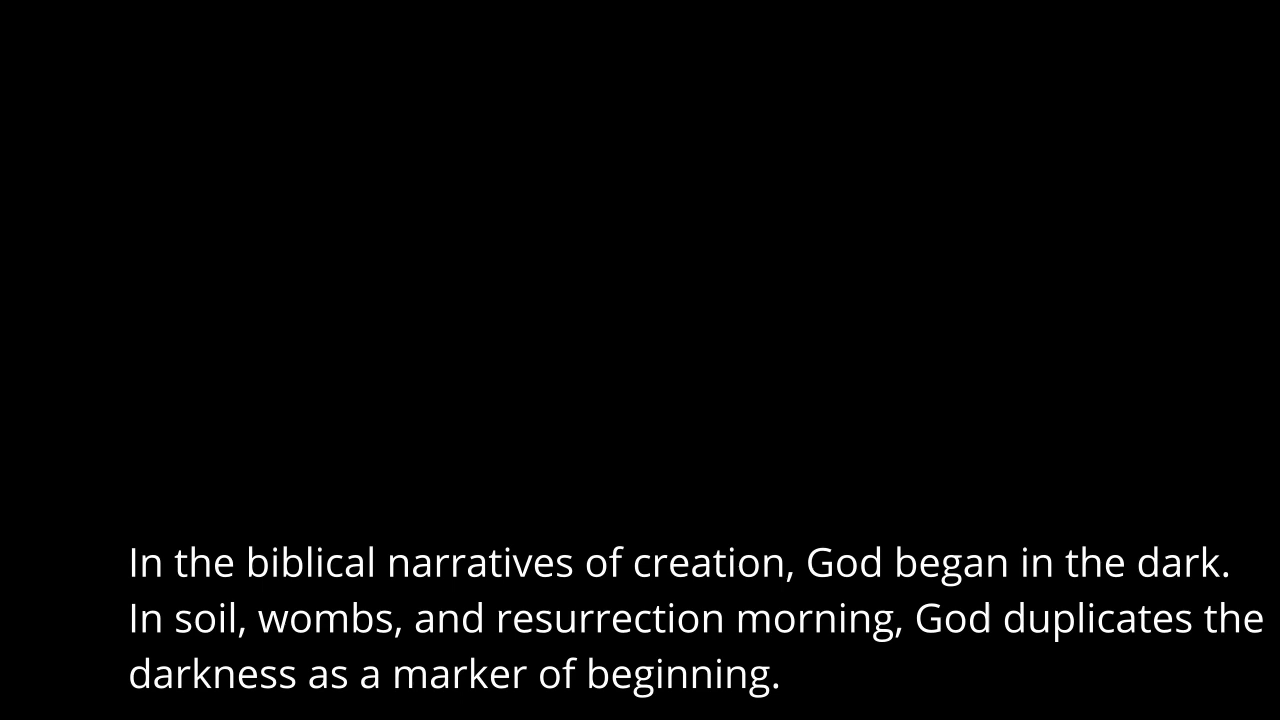 In the biblical narratives of creation, God began in the dark.
In soil, wombs, and resurrection morning, God duplicates the
darkness as a marker of beginning.